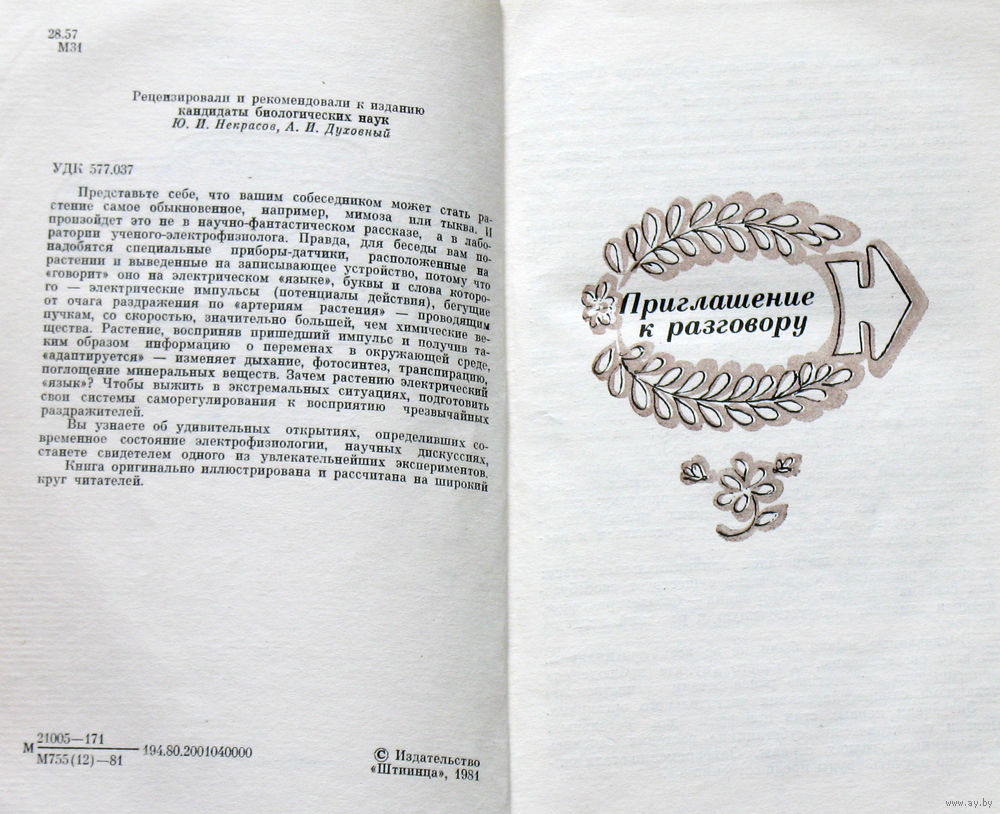 28.57
М31
Рецензировали и рекомендовали к изданию
кандидаты биологических наук
Ю. И. Некрасов, А. И. Духовный
УДК 577.037
Представьте себе, что вашим собеседником может стать ра-
стение самое обыкновенное, например, мимоза или тыква. И
произойдет это не в научно-фантастическом рассказе, а в лабо-
ратории ученого-электрофизиолога. Правда, для беседы вам по-
надобятся специальные приборы-датчики, расположенные на
растении и выведенные на записывающее устройство, потому что
«говорит» оно на электрическом «языке», буквы и слова которо-
го — электрические импульсы (потенциалы действия), бегущие
от очага раздражения по «артериям растения» — проводящим
пучкам, со скоростью, значительно большей, чем химические ве-
щества. Растение, восприняв пришедший импульс и получив та-
ким образом информацию о переменах в окружающей среде,
«адаптируется» — изменяет дыхание, фотосинтез, транспирацию,
поглощение минеральных веществ. Зачем растению электрический
«язык»? Чтобы выжить в экстремальных ситуациях, подготовить
свои системы саморегулирования к восприятию чрезвычайных
раздражителей.
Вы узнаете об удивительных открытиях, определивших со-
временное состояние электрофизиологии, научных дискуссиях,
станете свидетелем одного из увлекательнейших экспериментов.
Книга оригинально иллюстрирована и рассчитана на широкий
круг читателей.
М 21005—171 194.80.2001040000
М755(12)—81
© Издательство
«Штиинца», 1981
Приглашение
к разговору
www.ay.by